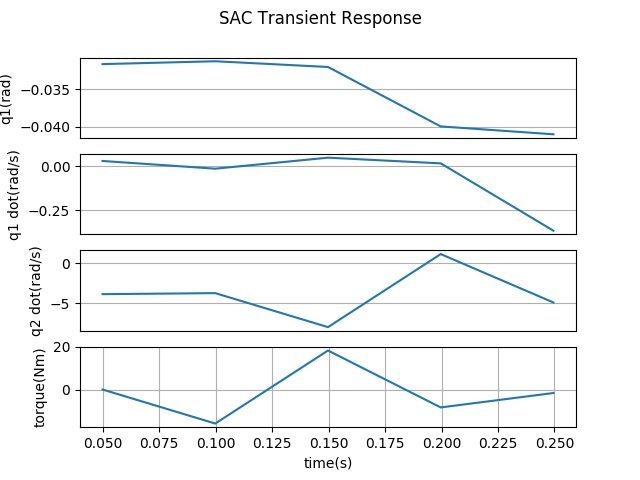 SAC Transient Response
q1(rad)
−0.035
−0.040
q1 dot(rad/s)
0.00
−0.25
q2 dot(rad/s)
0
−5
torque(Nm)
20
0
0.050 0.075 0.100 0.125 0.150 0.175 0.200 0.225 0.250
time(s)